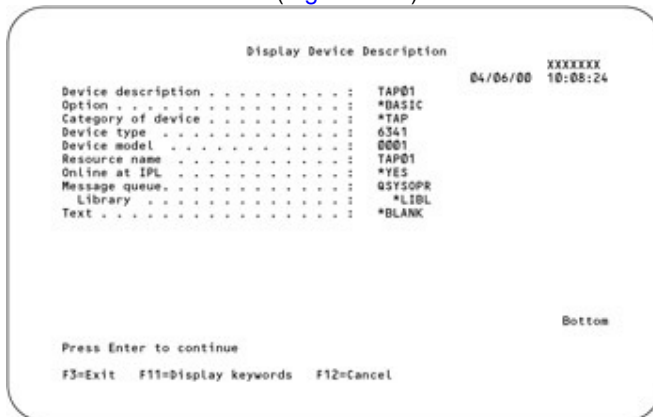 Display Device Description
XXXXXXX
04/06/00 10:08:24
Device description . . . . . . . . . . : TAP01
Option . . . . . . . . . . . . . . . . : *BASIC
Category of device . . . . . . . . . . : *TAP
Device type . . . . . . . . . . . . . : 6341
Device model . . . . . . . . . . . . : 0001
Resource name . . . . . . . . . . . . : TAP01
Online at IPL . . . . . . . . . . . . : *YES
Message queue. . . . . . . . . . . . . : QSYSOPR
Library . . . . . . . . . . . . . . : *LIBL
Text . . . . . . . . . . . . . . . . . : *BLANK
Bottom
Press Enter to continue
F3=Exit F11=Display keywords F12=Cancel